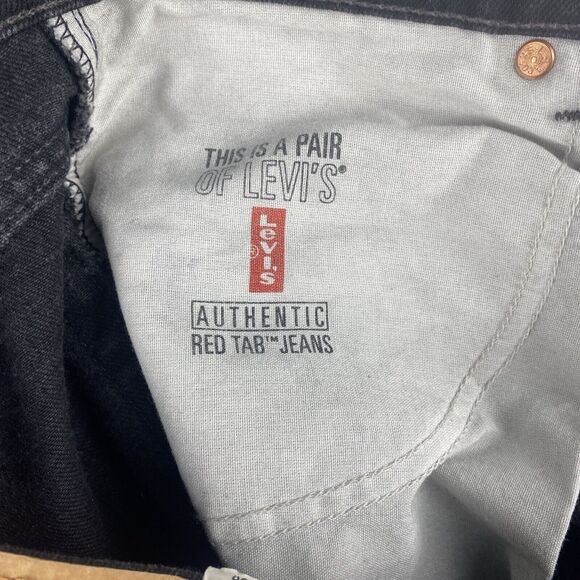 THIS IS A PAIR
OF LEVI'S®
Levi's®
AUTHENTIC
RED TAB™ JEANS